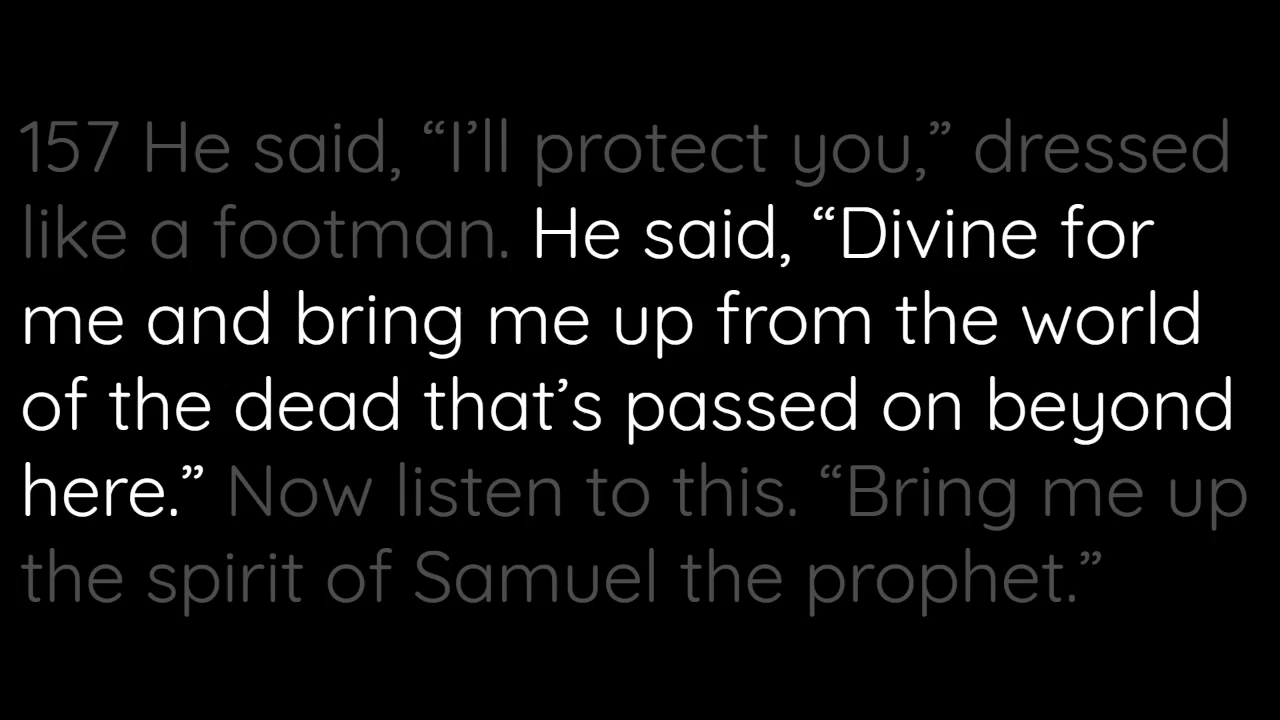 157 He said, “I’ll protect you,” dressed
like a footman. He said, “Divine for
me and bring me up from the world
of the dead that’s passed on beyond
here.” Now listen to this. “Bring me up
the spirit of Samuel the prophet.”